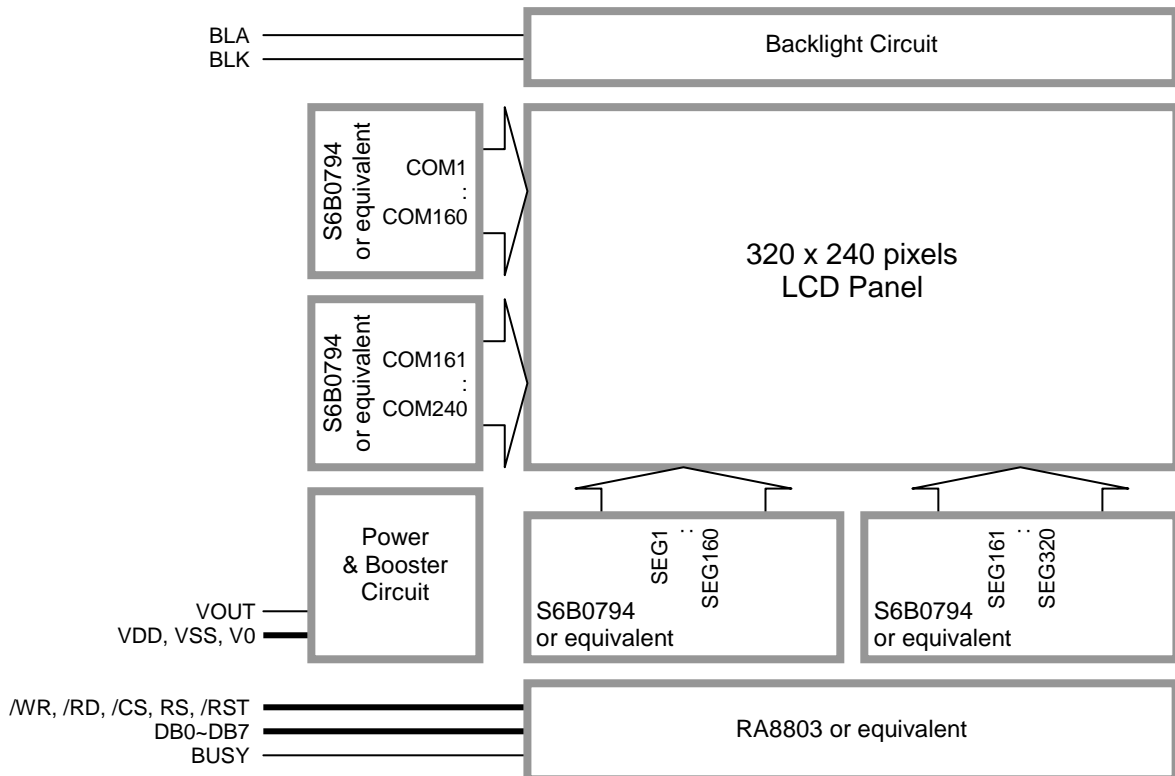 BLA
BLK
Backlight Circuit
S6B0794
or equivalent
COM1
:
COM160
320 x 240 pixels
LCD Panel
S6B0794
or equivalent
COM161
:
COM240
Power
& Booster
Circuit
VOUT
VDD, VSS, V0
SEG1
:
SEG160
S6B0794
or equivalent
SEG161
:
SEG320
S6B0794
or equivalent
/WR, /RD, /CS, RS, /RST
DB0~DB7
BUSY
RA8803 or equivalent